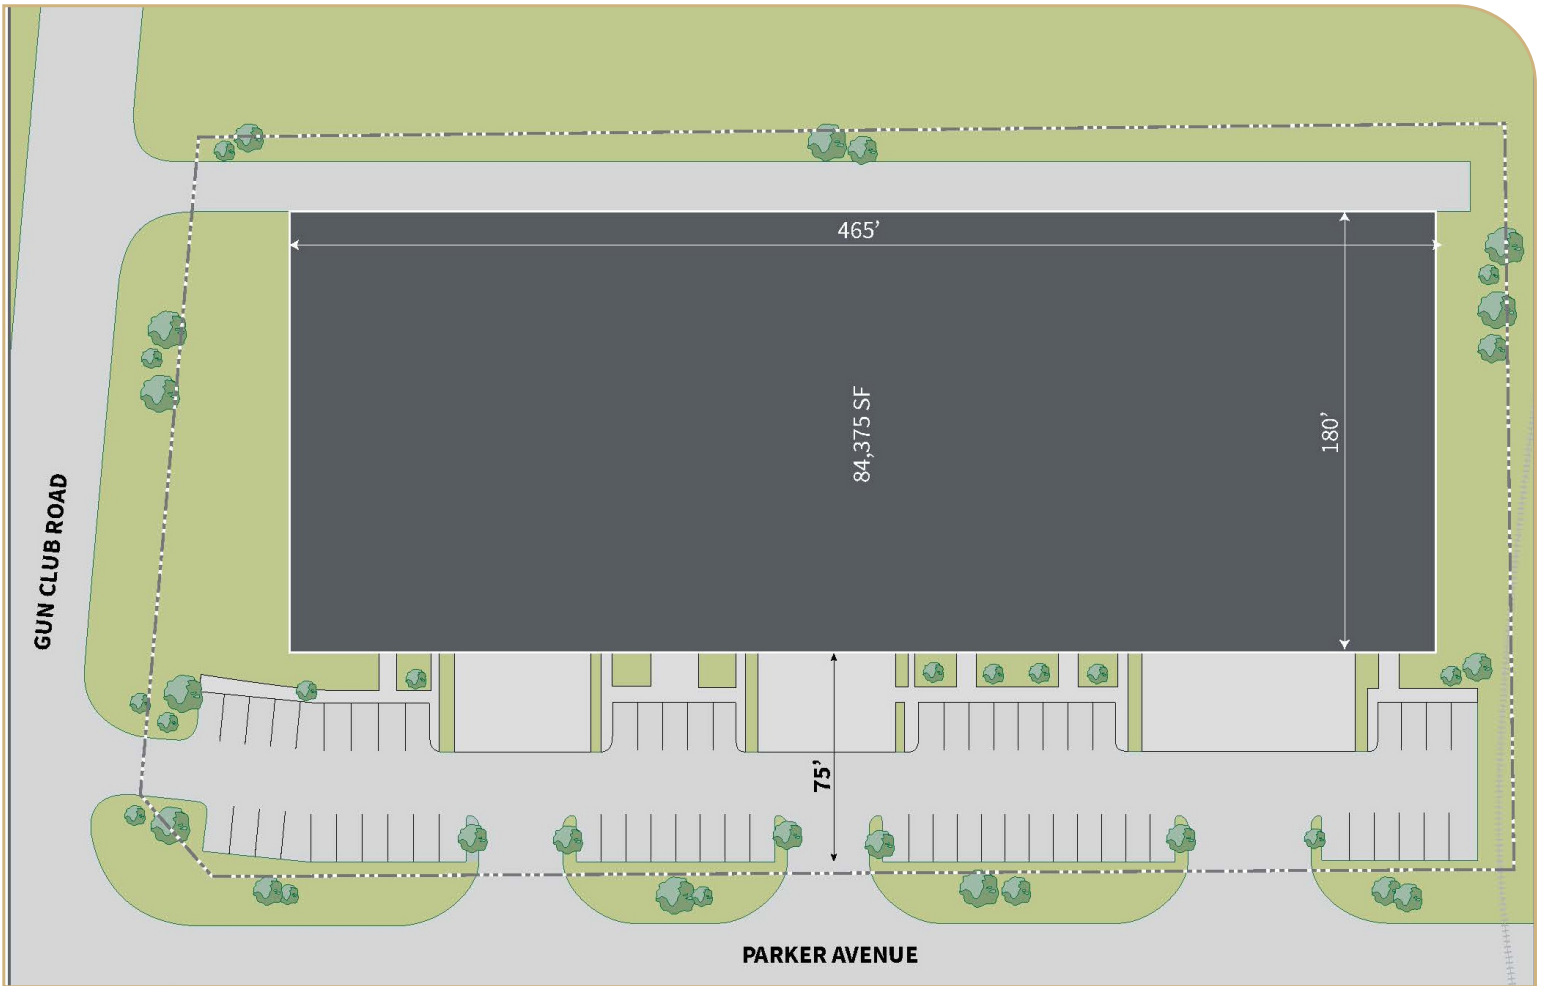 465’
84,375 SF
180’
GUN CLUB ROAD
75’
PARKER AVENUE